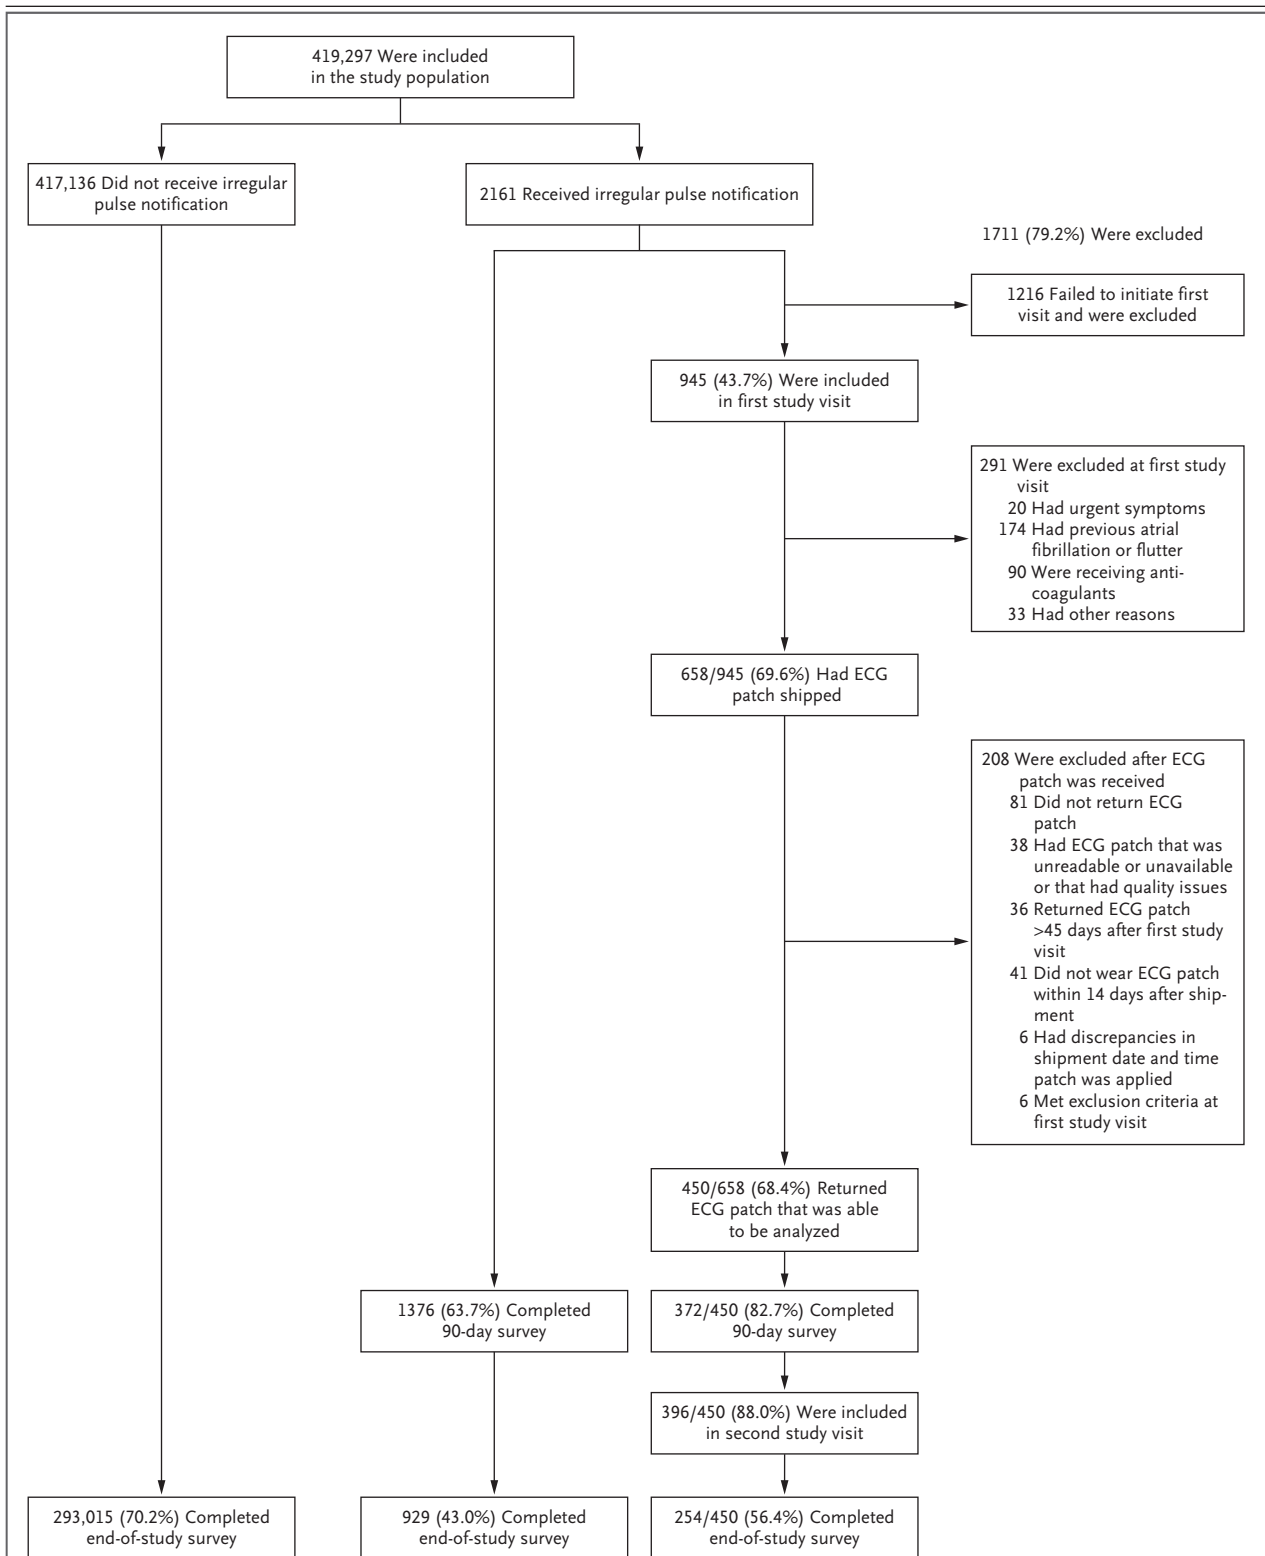 419,297 Were included
in the study population
417,136 Did not receive irregular
pulse notification
2161 Received irregular pulse notification
1711 (79.2%) Were excluded
1216 Failed to initiate first
visit and were excluded
945 (43.7%) Were included
in first study visit
291 Were excluded at first study
visit
20 Had urgent symptoms
174 Had previous atrial
fibrillation or flutter
90 Were receiving anti-
coagulants
33 Had other reasons
658/945 (69.6%) Had ECG
patch shipped
208 Were excluded after ECG
patch was received
81 Did not return ECG
patch
38 Had ECG patch that was
unreadable or unavailable
or that had quality issues
36 Returned ECG patch
>45 days after first study
visit
41 Did not wear ECG patch
within 14 days after ship-
ment
6 Had discrepancies in
shipment date and time
patch was applied
6 Met exclusion criteria at
first study visit
450/658 (68.4%) Returned
ECG patch that was able
to be analyzed
1376 (63.7%) Completed
90-day survey
372/450 (82.7%) Completed
90-day survey
396/450 (88.0%) Were included
in second study visit
293,015 (70.2%) Completed
end-of-study survey
929 (43.0%) Completed
end-of-study survey
254/450 (56.4%) Completed
end-of-study survey